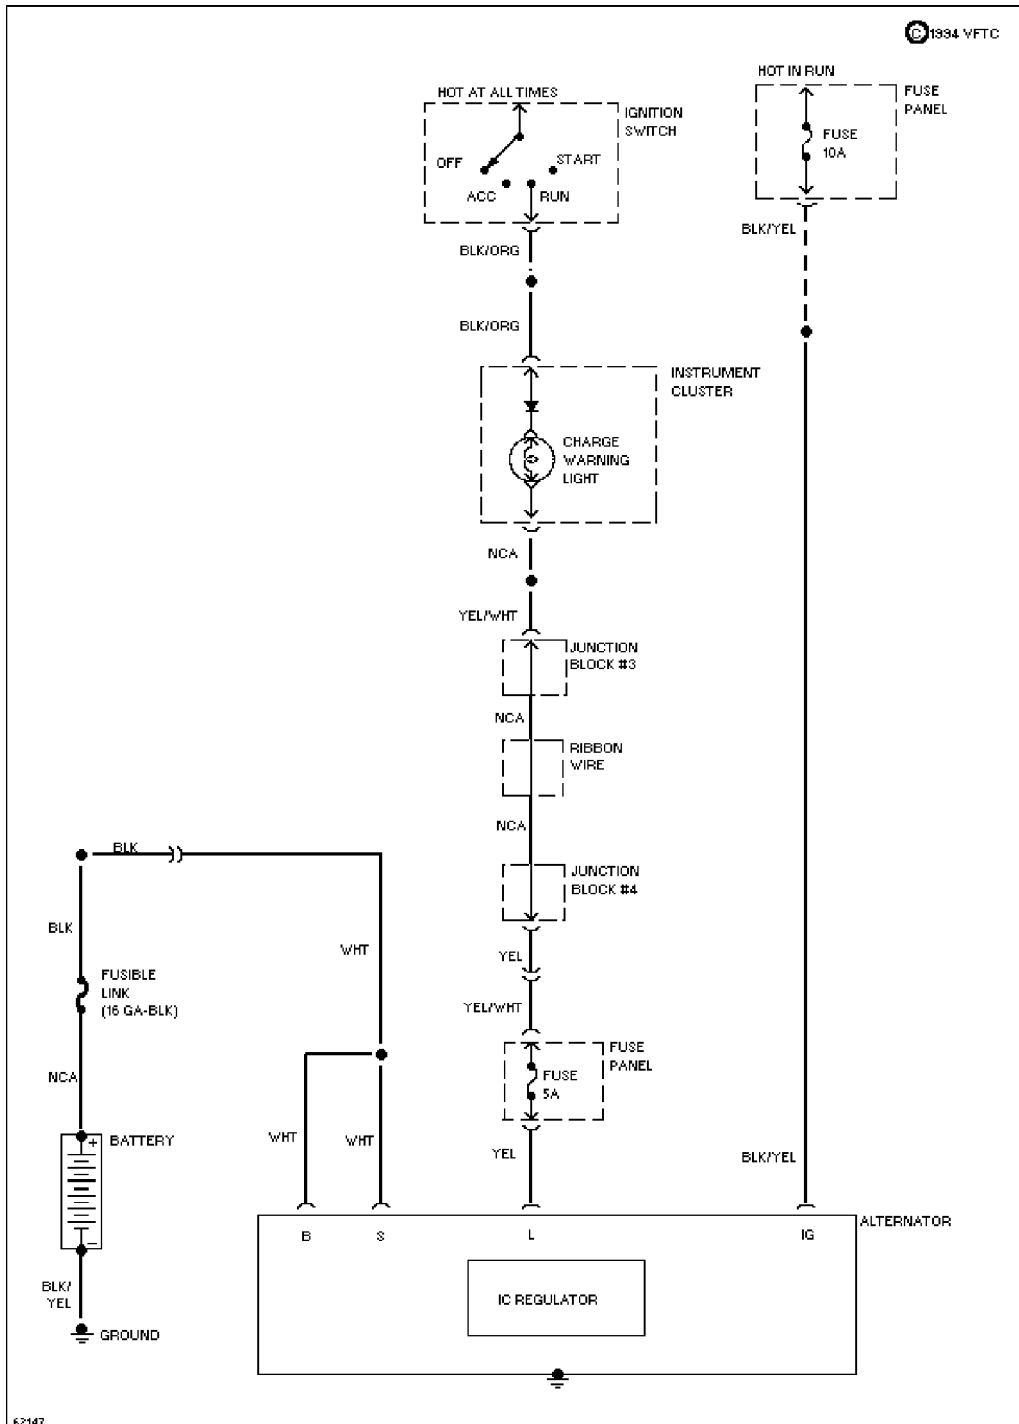 © 1994 VFTC
HOT IN RUN
FUSE
PANEL
FUSE
10A
HOT AT ALL TIMES
IGNITION
SWITCH
OFF
START
ACC
RUN
BLK/YEL
BLK/ORG
BLK/ORG
INSTRUMENT
CLUSTER
CHARGE
WARNING
LIGHT
NCA
YEL/WHT
JUNCTION
BLOCK #3
NCA
RIBBON
WIRE
NCA
BLK
JUNCTION
BLOCK #4
BLK
WHT
YEL
FUSIBLE
LINK
(16 GA-BLK)
YEL/WHT
FUSE
PANEL
FUSE
5A
NCA
BATTERY
+
−
WHT
WHT
YEL
BLK/YEL
ALTERNATOR
B
S
L
IG
IC REGULATOR
BLK/
YEL
GROUND
62147